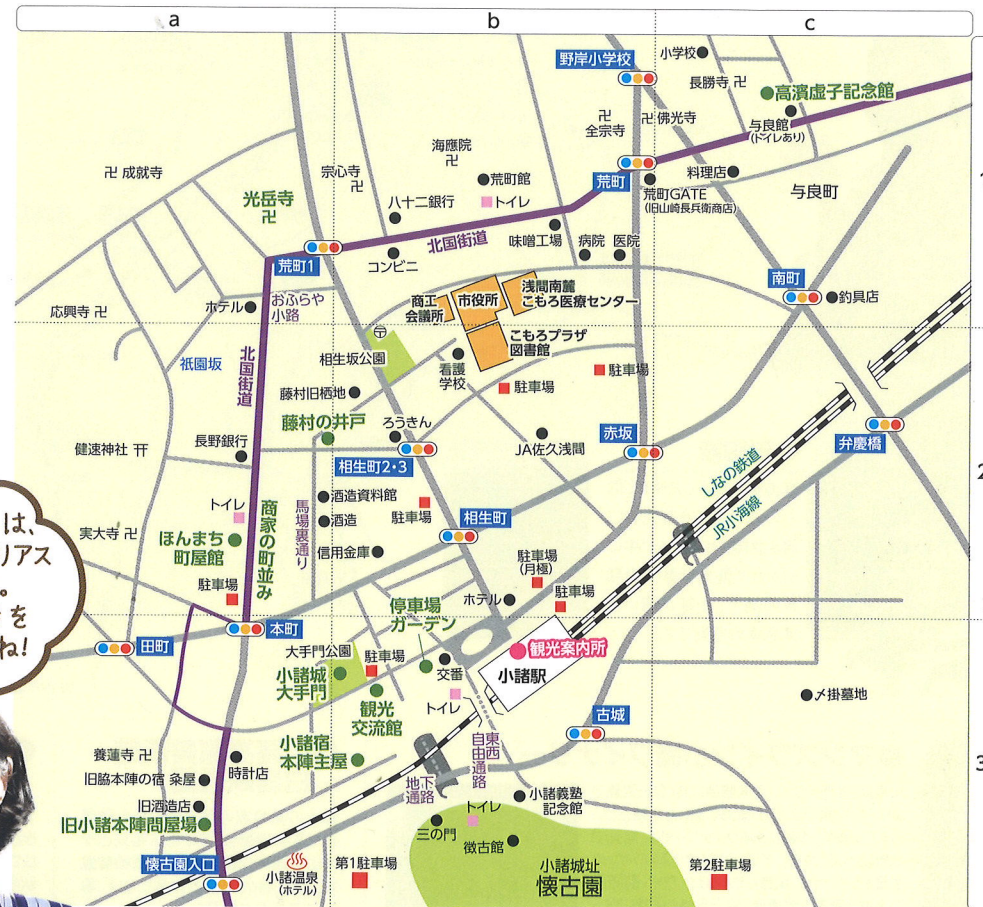 a
b
c
1
2
3
野岸小学校
小学校
長勝寺 卍
高濱虚子記念館
与良館
(トイレあり)
卍
全宗寺
卍 佛光寺
荒町
料理店
荒町GATE
(旧山崎長兵衛商店)
与良町
海應院
卍
荒町館
トイレ
八十二銀行
宗心寺
卍
卍 成就寺
光岳寺
卍
北国街道
味噌工場
病院
医院
コンビニ
荒町1
南町
釣具店
商工
会議所
市役所
浅間南麓
こもろ医療センター
こもろプラザ
図書館
ホテル
おふらや
小路
応興寺 卍
祇園坂
北国街道
相生坂公園
看護
学校
駐車場
駐車場
藤村旧栖地
藤村の井戸
ろうきん
相生町2・3
JA佐久浅間
赤坂
弁慶橋
しなの鉄道
JR小海線
健速神社
長野銀行
トイレ
ほんまち
町屋館
商家の町並み
馬場裏通り
酒造資料館
酒造
信用金庫
駐車場
相生町
実大寺 卍
駐車場
駐車場
(月極)
駐車場
ホテル
停車場
ガーデン
本町
田町
大手門公園
駐車場
小諸城
大手門
観光
交流館
交番
トイレ
観光案内所
小諸駅
古城
〆掛墓地
東西
自由通路
地下
通路
小諸宿
本陣主屋
養蓮寺 卍
時計店
旧脇本陣の宿 粂屋
旧酒造店
旧小諸本陣問屋場
懐古園入口
小諸温泉
(ホテル)
第1駐車場
三の門
トイレ
小諸義塾
記念館
徴古館
小諸城址
懐古園
第2駐車場
は、
リアス
。
を
ね!